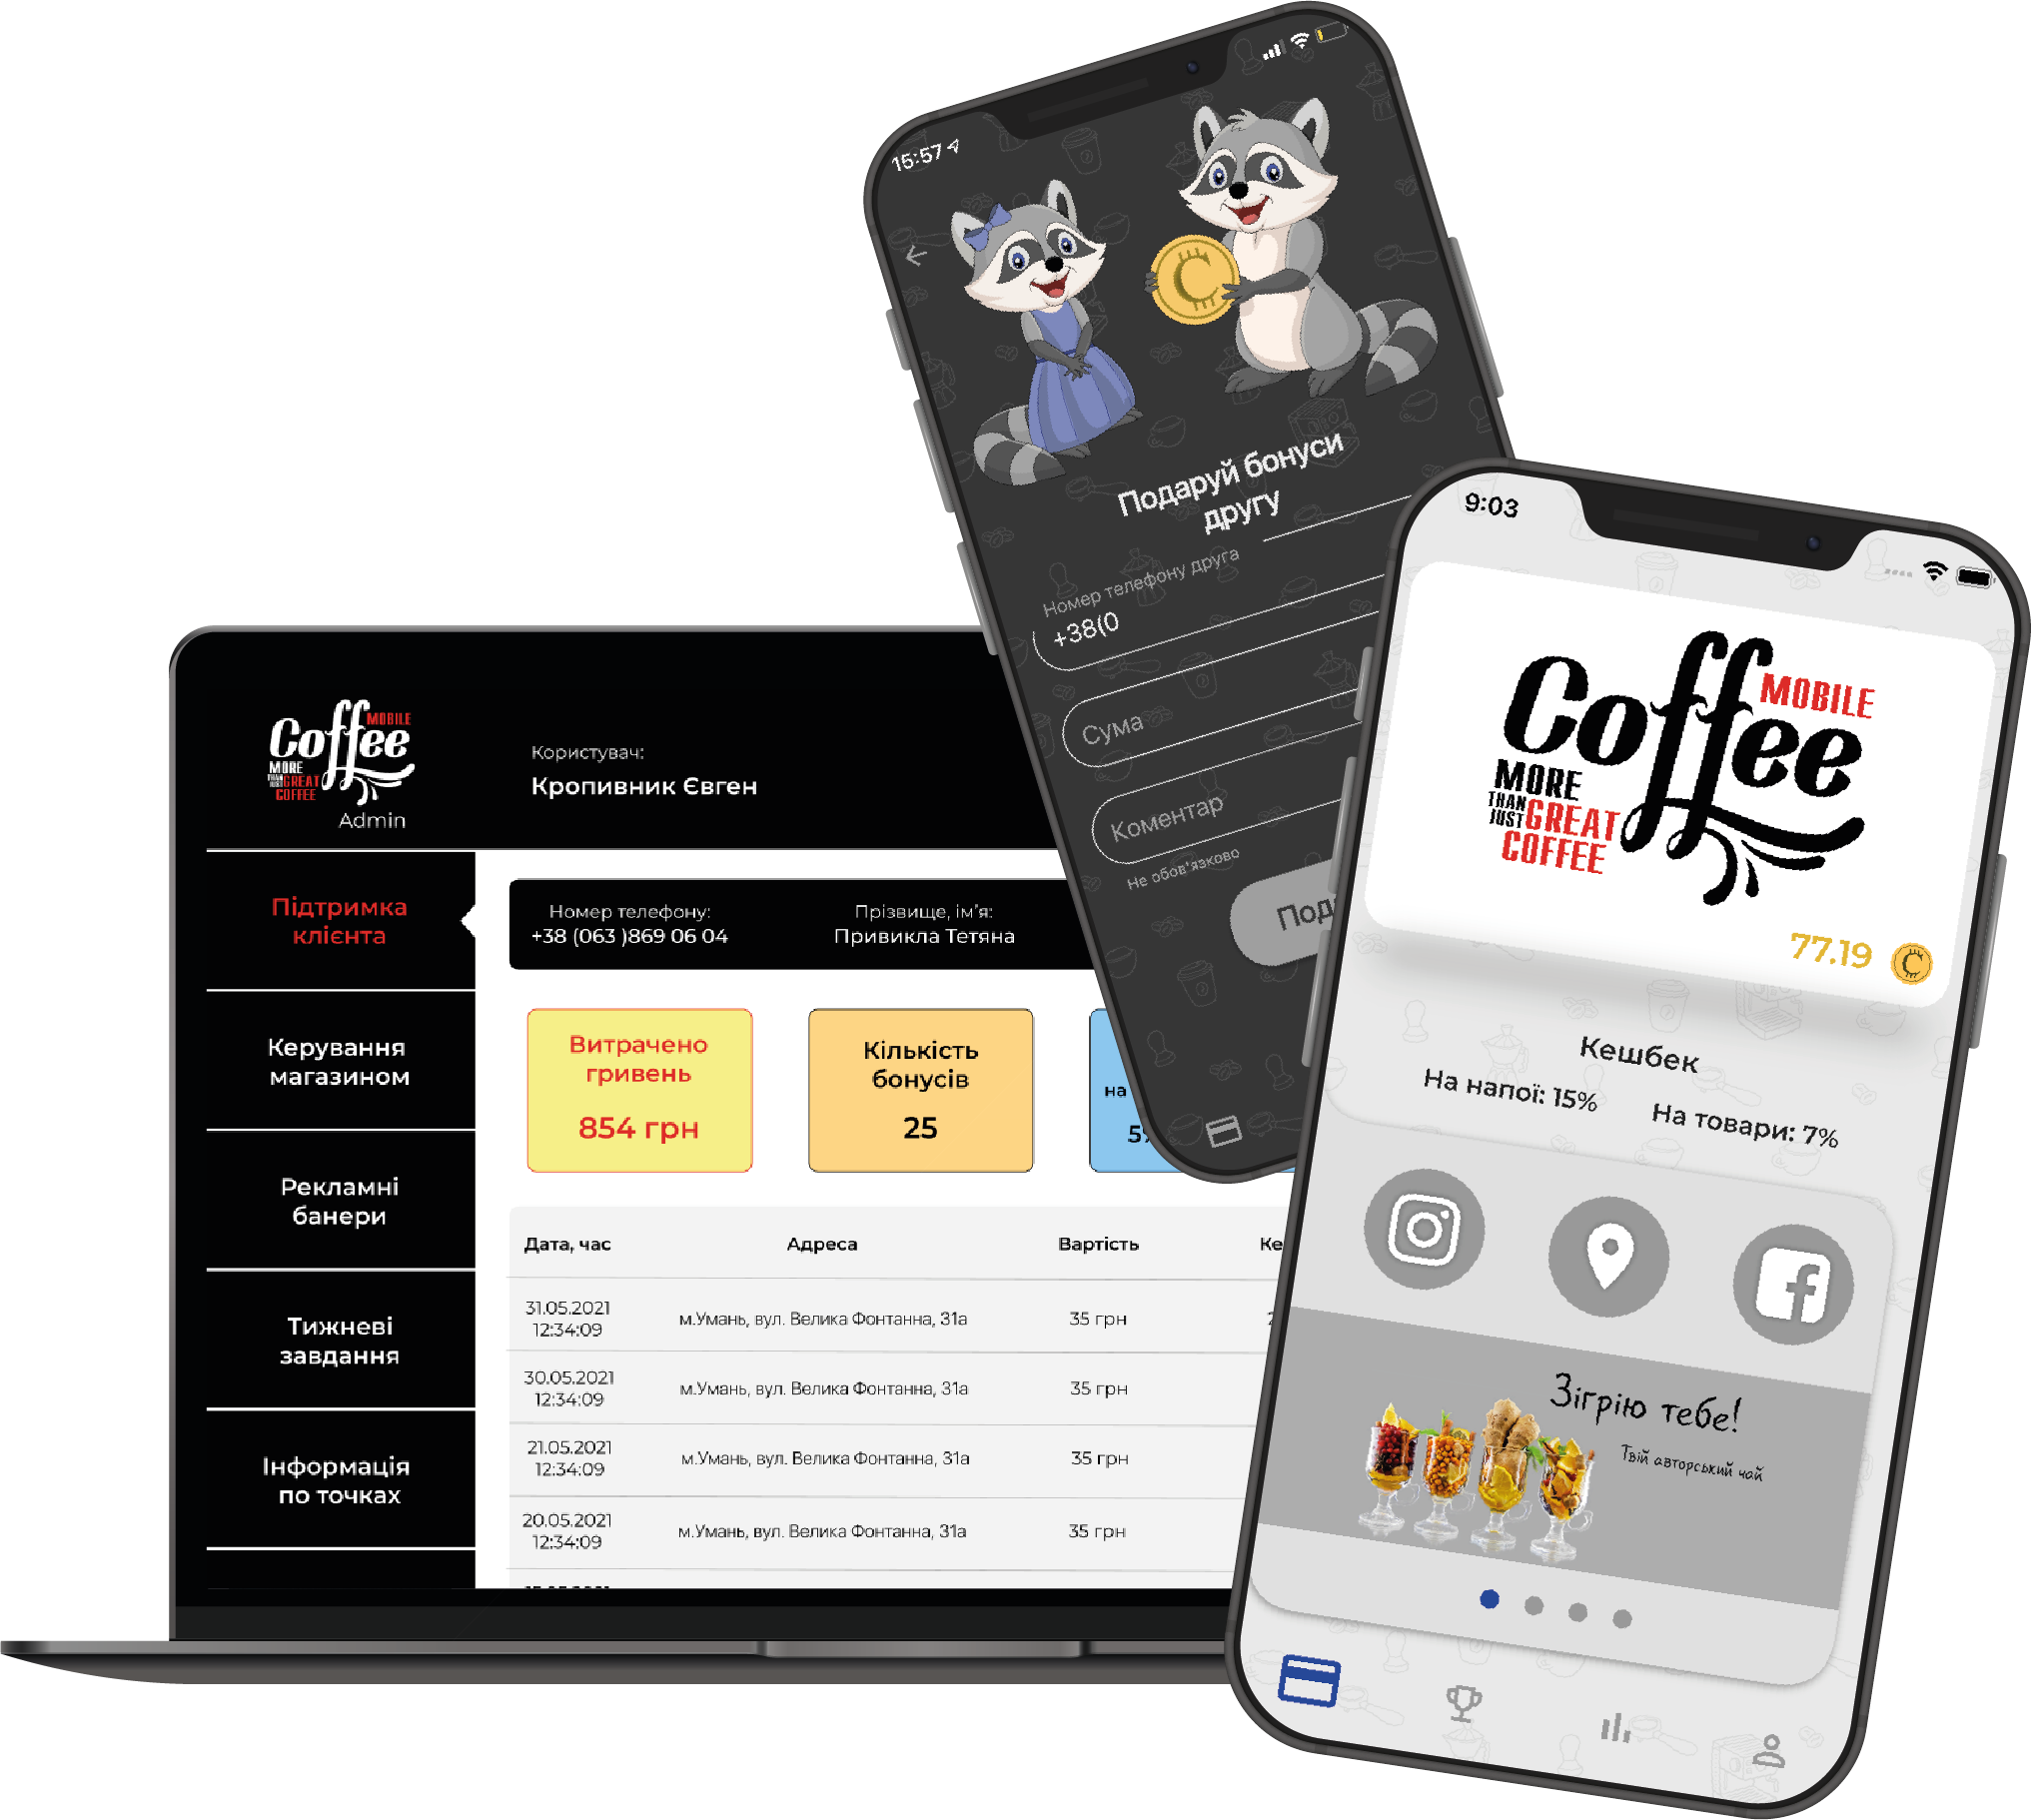 15:57
Подаруй бонуси
другу
Номер телефону друга
+38(0
Сума
Коментар
Не обов'язково
Под
9:03
Coffee
MOBILE
MORE
THAN
JUST GREAT
COFFEE
77.19
Кешбек
На напої: 15%
На товари: 7%
Зігрію тебе!
Твій авторський чай
Coffee
MOBILE
MORE
THAN
JUST GREAT
COFFEE
Admin
Користувач:
Кропивник Євген
Підтримка
клієнта
Керування
магазином
Рекламні
банери
Тижневі
завдання
Інформація
по точках
Номер телефону:
+38 (063 )869 06 04
Прізвище, ім'я:
Привикла Тетяна
Витрачено
гривень
854 грн
Кількість
бонусів
25
на
5%
Дата, час Адреса Вартість Ке
31.05.2021
12:34:09
м.Умань, вул. Велика Фонтанна, 31а 35 грн 2
30.05.2021
12:34:09
м.Умань, вул. Велика Фонтанна, 31а 35 грн
21.05.2021
12:34:09
м.Умань, вул. Велика Фонтанна, 31а 35 грн
20.05.2021
12:34:09
м.Умань, вул. Велика Фонтанна, 31а 35 грн